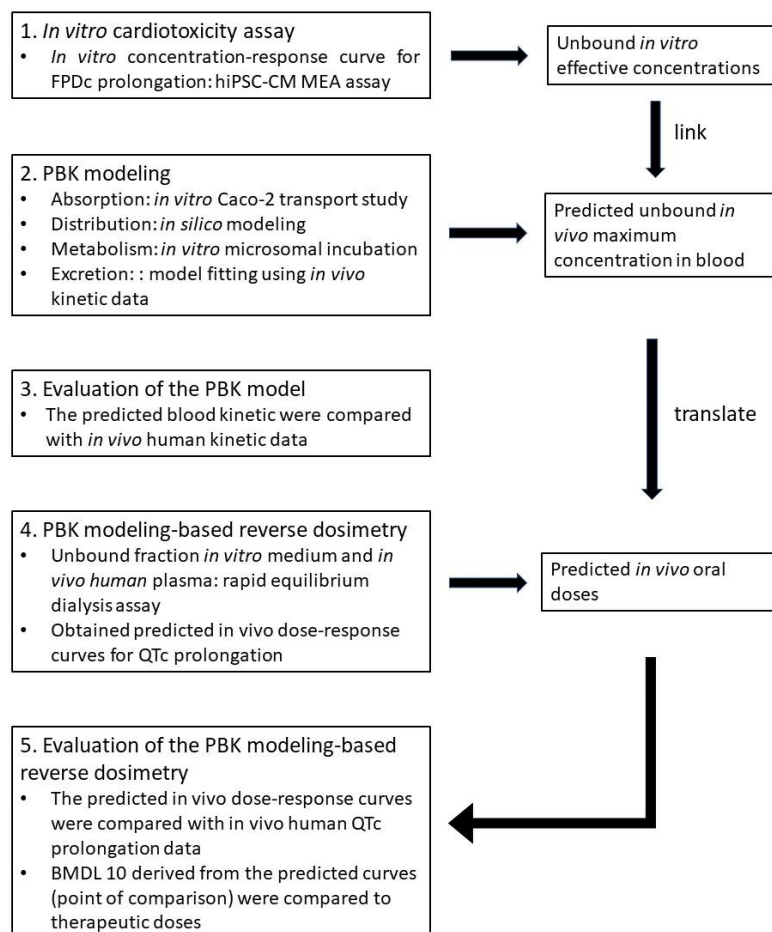 1. In vitro cardiotoxicity assay
• In vitro concentration-response curve for
FPDc prolongation: hiPSC-CM MEA assay
Unbound in vitro
effective concentrations
link
2. PBK modeling
• Absorption: in vitro Caco-2 transport study
• Distribution: in silico modeling
• Metabolism: in vitro microsomal incubation
• Excretion: : model fitting using in vivo
kinetic data
Predicted unbound in
vivo maximum
concentration in blood
3. Evaluation of the PBK model
• The predicted blood kinetic were compared
with in vivo human kinetic data
translate
4. PBK modeling-based reverse dosimetry
• Unbound fraction in vitro medium and in
vivo human plasma: rapid equilibrium
dialysis assay
• Obtained predicted in vivo dose-response
curves for QTc prolongation
Predicted in vivo oral
doses
5. Evaluation of the PBK modeling-based
reverse dosimetry
• The predicted in vivo dose-response curves
were compared with in vivo human QTc
prolongation data
• BMDL 10 derived from the predicted curves
(point of comparison) were compared to
therapeutic doses